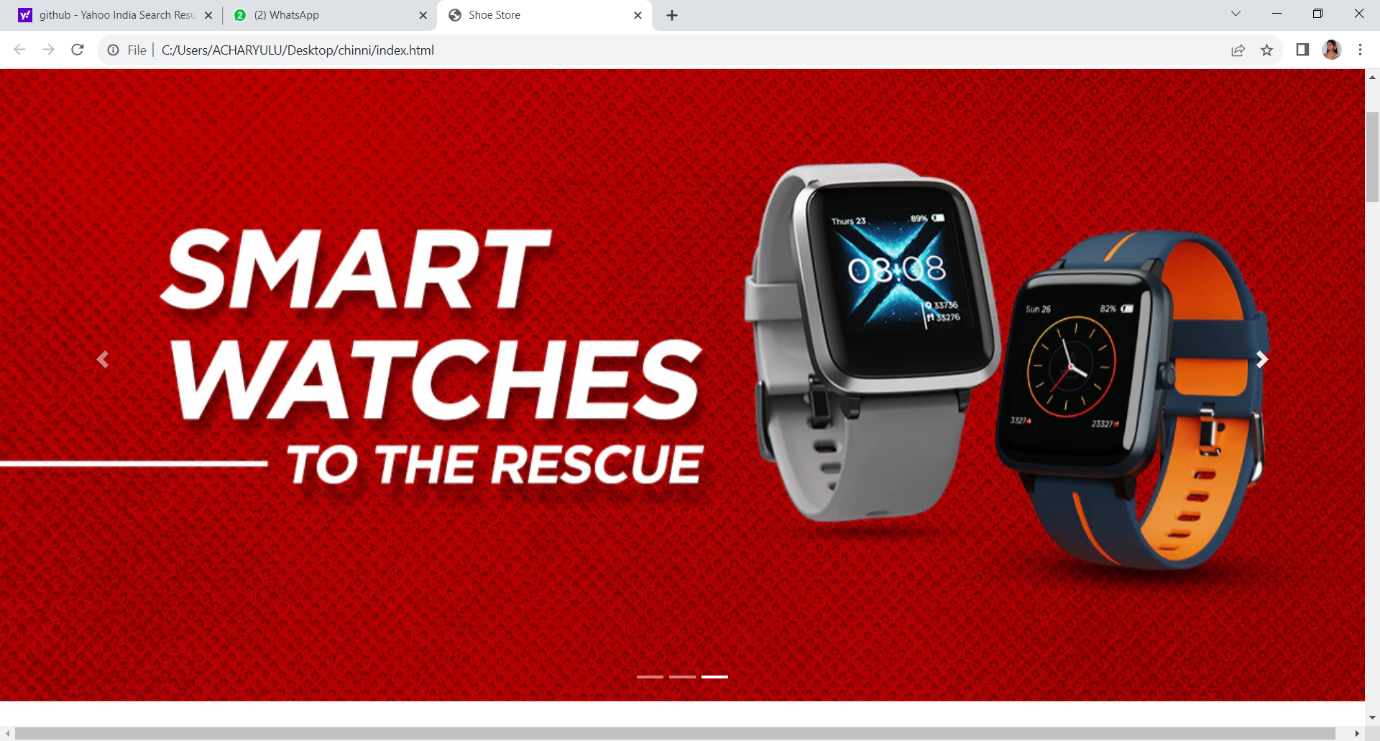 github - Yahoo India Search Resu
(2) WhatsApp
Shoe Store
File
C:/Users/ACHARYULU/Desktop/chinni/index.html
SMART
WATCHES
TO THE RESCUE
Thurs 23
89%
08:08
33736
33276
Sun 26
82%
3327
23327